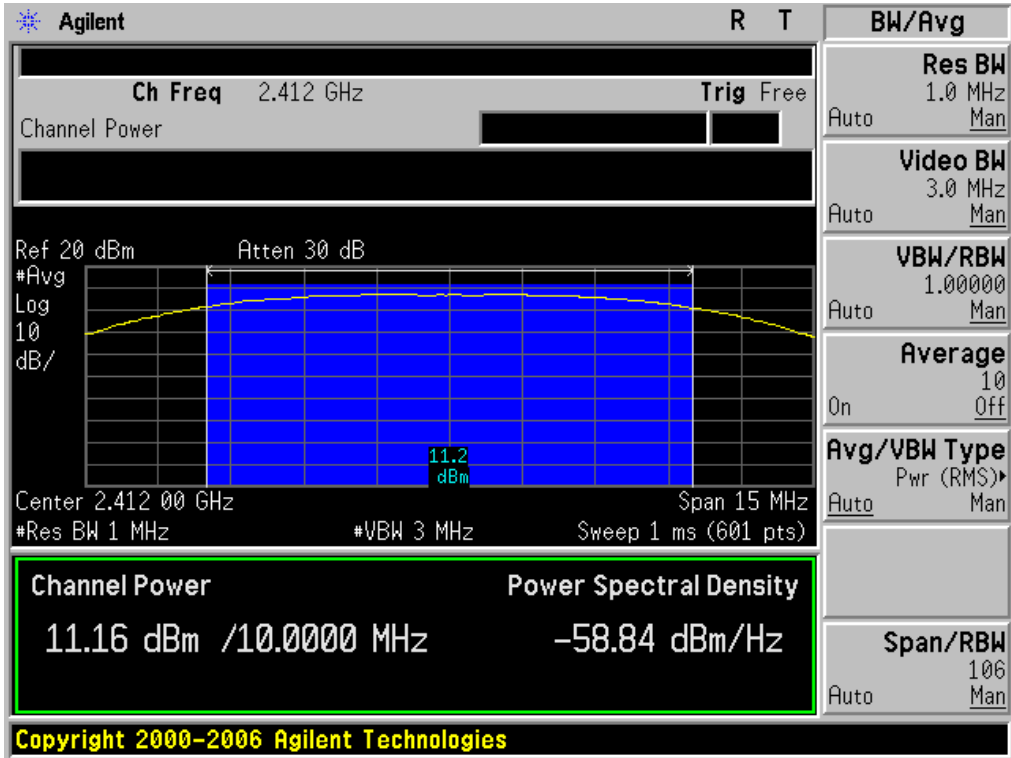 Agilent
R T
BW/Avg
Ch Freq 2.412 GHz
Trig Free
Channel Power
Res BW
1.0 MHz
Auto Man
Video BW
3.0 MHz
Auto Man
VBW/RBW
1.00000
Auto Man
Average
10
On Off
Avg/VBW Type
Pwr (RMS)▸
Auto Man
Span/RBW
106
Auto Man
Ref 20 dBm
Atten 30 dB
#Avg
Log
10
dB/
11.2
dBm
Center 2.412 00 GHz
Span 15 MHz
#Res BW 1 MHz
#VBW 3 MHz
Sweep 1 ms (601 pts)
Channel Power
Power Spectral Density
11.16 dBm /10.0000 MHz
-58.84 dBm/Hz
Copyright 2000-2006 Agilent Technologies